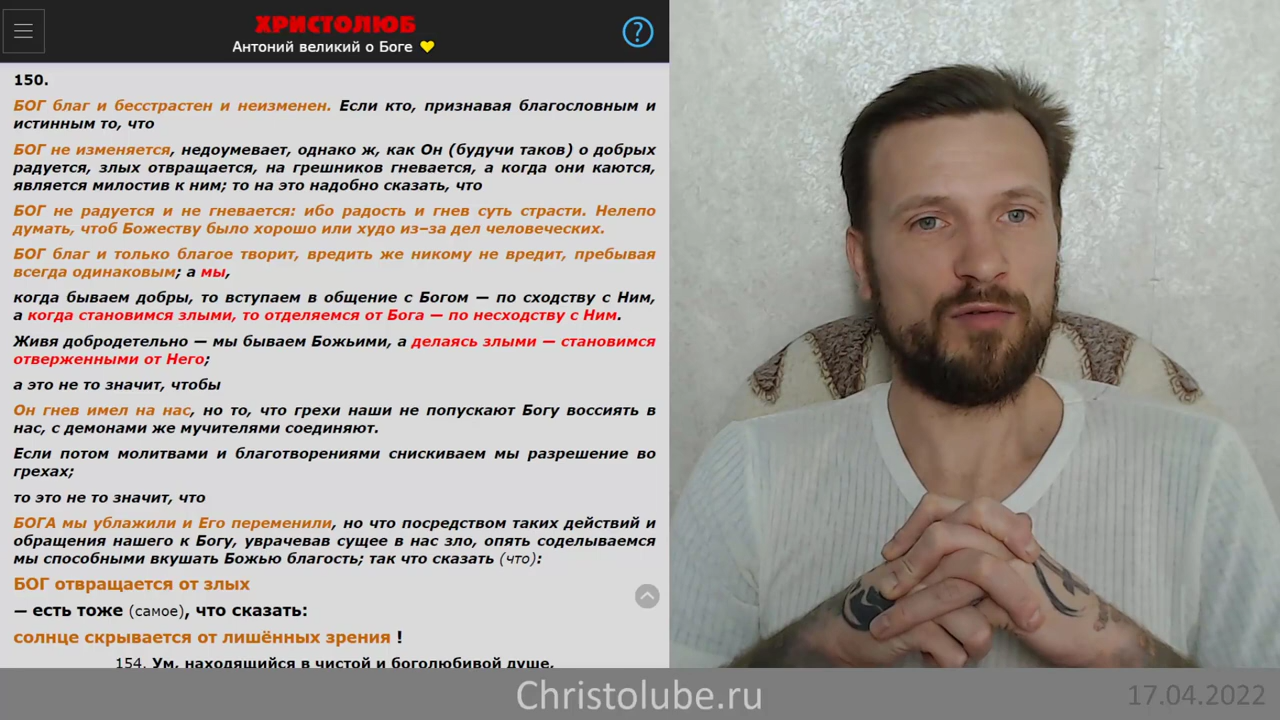 ХРИСТОЛЮБ
Антоний великий о Боге 💛
?
150.
БОГ благ и бесстрастен и неизменен. Если кто, признавая благословным и
истинным то, что
БОГ не изменяется, недоумевает, однако ж, как Он (будучи таков) о добрых
радуется, злых отвращается, на грешников гневается, а когда они каются,
является милостив к ним; то на это надобно сказать, что
БОГ не радуется и не гневается: ибо радость и гнев суть страсти. Нелепо
думать, чтоб Божеству было хорошо или худо из–за дел человеческих.
БОГ благ и только благое творит, вредить же никому не вредит, пребывая
всегда одинаковым; а мы,
когда бываем добры, то вступаем в общение с Богом — по сходству с Ним,
а когда становимся злыми, то отделяемся от Бога — по несходству с Ним.
Живя добродетельно — мы бываем Божьими, а делаясь злыми — становимся
отверженными от Него;
а это не то значит, чтобы
Он гнев имел на нас, но то, что грехи наши не попускают Богу воссиять в
нас, с демонами же мучителями соединяют.
Если потом молитвами и благотворениями снискиваем мы разрешение во
грехах;
то это не то значит, что
БОГА мы ублажили и Его переменили, но что посредством таких действий и
обращения нашего к Богу, уврачевав сущее в нас зло, опять соделываемся
мы способными вкушать Божью благость; так что сказать (что):
БОГ отвращается от злых
— есть тоже (самое), что сказать:
солнце скрывается от лишённых зрения !
154. Ум, находящийся в чистой и боголюбивой душе,
Christolube.ru
17.04.2022